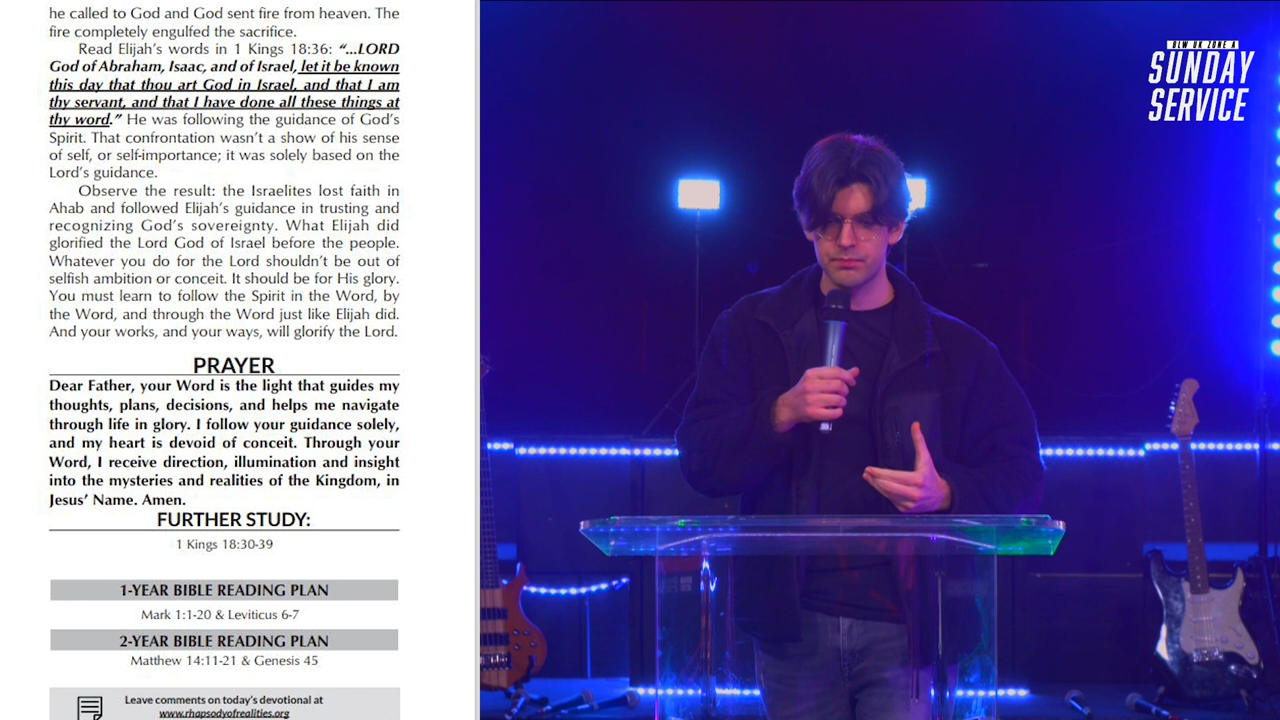 he called to God and God sent fire from heaven. The
fire completely engulfed the sacrifice.
Read Elijah's words in 1 Kings 18:36: "...LORD
God of Abraham, Isaac, and of Israel, let it be known
this day that thou art God in Israel, and that I am
thy servant, and that I have done all these things at
thy word." He was following the guidance of God's
Spirit. That confrontation wasn't a show of his sense
of self, or self-importance; it was solely based on the
Lord's guidance.
Observe the result: the Israelites lost faith in
Ahab and followed Elijah's guidance in trusting and
recognizing God's sovereignty. What Elijah did
glorified the Lord God of Israel before the people.
Whatever you do for the Lord shouldn't be out of
selfish ambition or conceit. It should be for His glory.
You must learn to follow the Spirit in the Word, by
the Word, and through the Word just like Elijah did.
And your works, and your ways, will glorify the Lord.
PRAYER
Dear Father, your Word is the light that guides my
thoughts, plans, decisions, and helps me navigate
through life in glory. I follow your guidance solely,
and my heart is devoid of conceit. Through your
Word, I receive direction, illumination and insight
into the mysteries and realities of the Kingdom, in
Jesus' Name. Amen.
FURTHER STUDY:
1 Kings 18:30-39
1-YEAR BIBLE READING PLAN
Mark 1:1-20 & Leviticus 6-7
2-YEAR BIBLE READING PLAN
Matthew 14:11-21 & Genesis 45
Leave comments on today's devotional at
www.rhapsodyofrealities.org
BLW UK ZONE A
SUNDAY
SERVICE